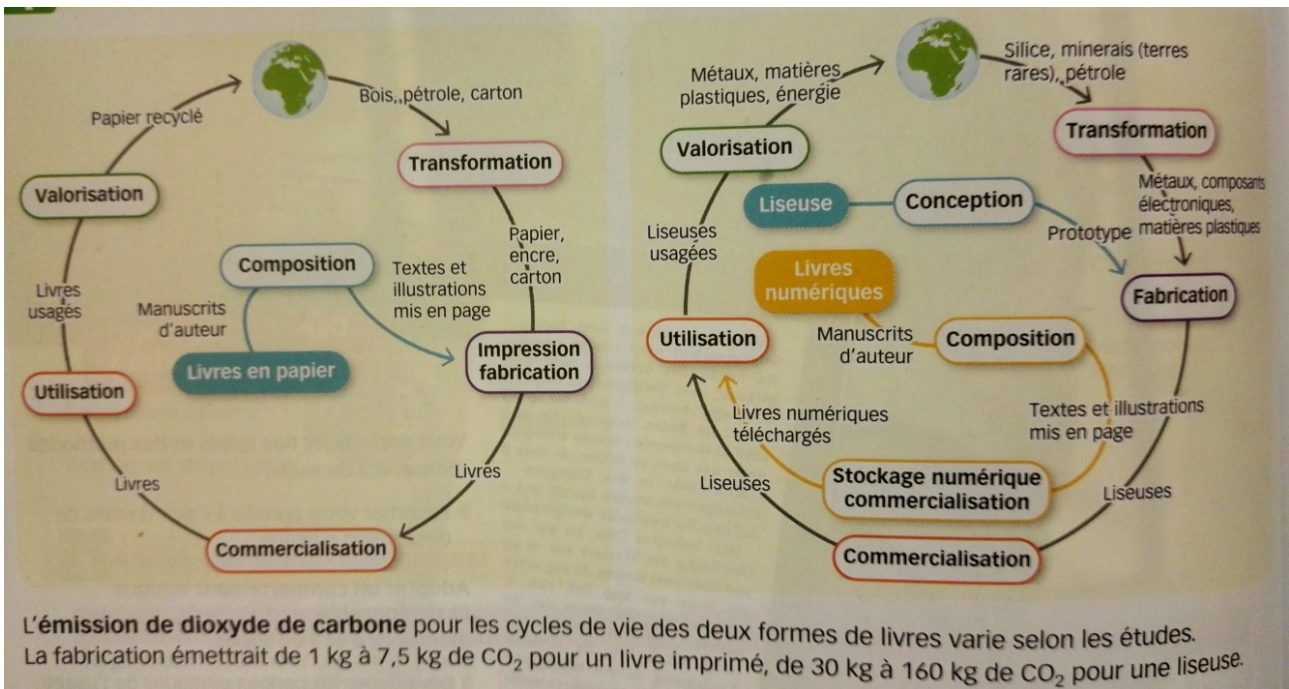 Bois, pétrole, carton
Transformation
Papier,
encre,
carton
Impression
fabrication
Livres
Commercialisation
Livres
Utilisation
Livres
usagés
Valorisation
Papier recyclé
Livres en papier
Manuscrits
d'auteur
Composition
Textes et
illustrations
mis en page
Silice, minerais (terres
rares), pétrole
Transformation
Métaux, composants
électroniques,
matières plastiques
Fabrication
Liseuses
Commercialisation
Liseuses
Utilisation
Liseuses
usagées
Valorisation
Métaux, matières
plastiques, énergie
Liseuse
Conception
Prototype
Livres
numériques
Manuscrits
d'auteur
Composition
Textes et illustrations
mis en page
Stockage numérique
commercialisation
Livres numériques
téléchargés
L'émission de dioxyde de carbone pour les cycles de vie des deux formes de livres varie selon les études.
La fabrication émettrait de 1 kg à 7,5 kg de CO₂ pour un livre imprimé, de 30 kg à 160 kg de CO₂ pour une liseuse.